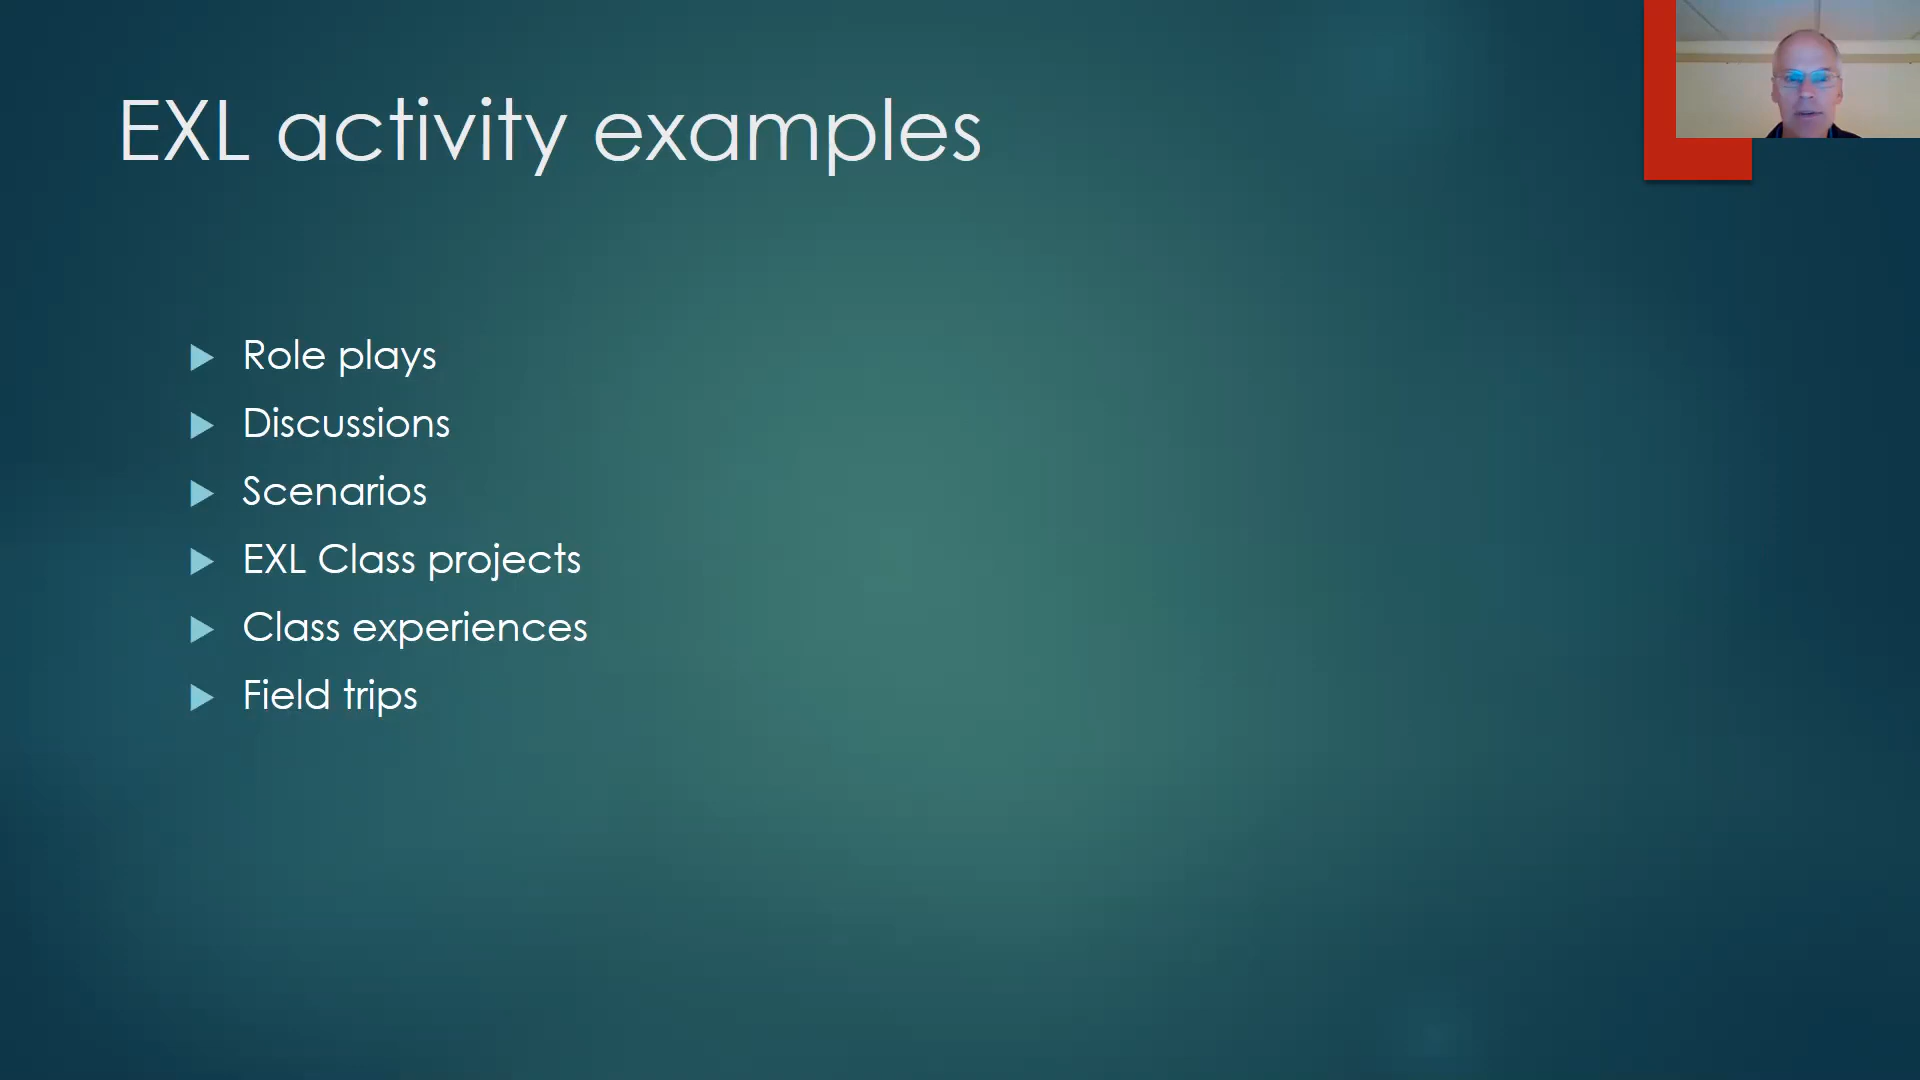 EXL activity examples
Role plays
Discussions
Scenarios
EXL Class projects
Class experiences
Field trips